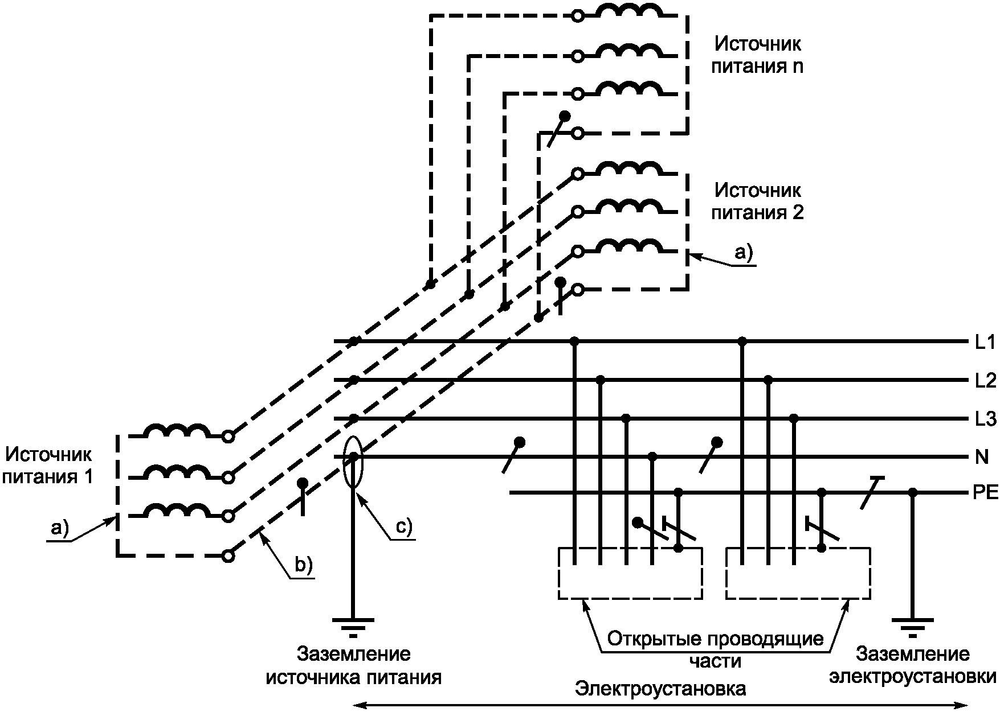 Источник
питания n
Источник
питания 2
a)
L1
L2
L3
N
PE
Источник
питания 1
a)
b)
c)
Открытые проводящие
части
Заземление
источника питания
Заземление
электроустановки
Электроустановка